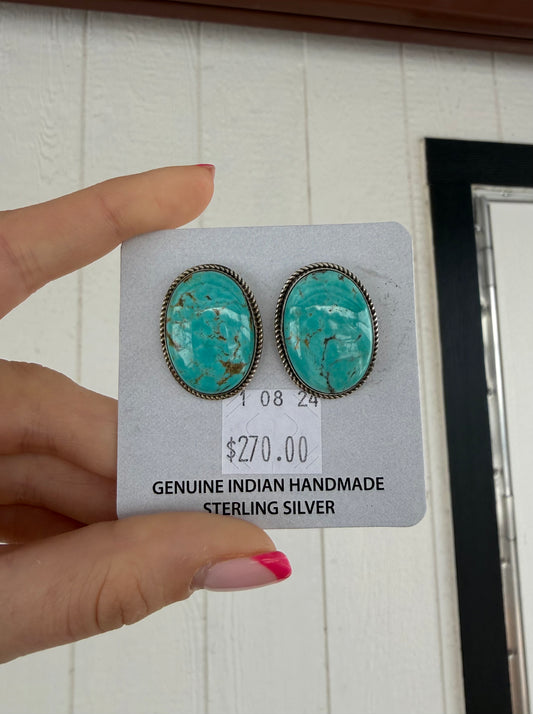 1 08 24
$270.00
GENUINE INDIAN HANDMADE
STERLING SILVER